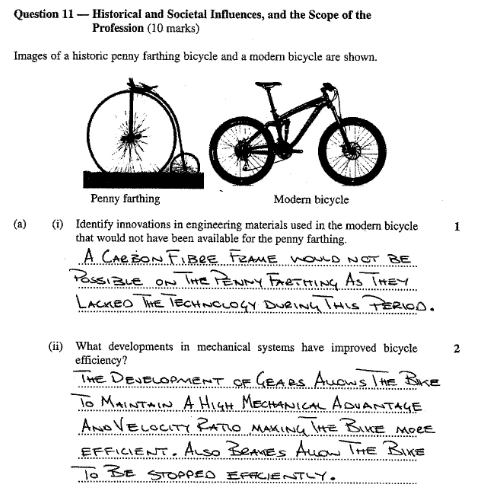 Question 11 — Historical and Societal Influences, and the Scope of the
Profession (10 marks)
Images of a historic penny farthing bicycle and a modern bicycle are shown.
Penny farthing
Modern bicycle
(a) (i) Identify innovations in engineering materials used in the modern bicycle 1
that would not have been available for the penny farthing.
A CARBON FIBRE FRAME WOULD NOT BE
POSSIBLE ON THE PENNY FARTHING AS THEY
LACKED THE TECHNOLOGY DURING THIS PERIOD.
(ii) What developments in mechanical systems have improved bicycle 2
efficiency?
THE DEVELOPMENT OF GEARS ALLOWS THE BIKE
TO MAINTAIN A HIGH MECHANICAL ADVANTAGE
AND VELOCITY RATIO MAKING THE BIKE MORE
EFFICIENT. ALSO BRAKES ALLOW THE BIKE
TO BE STOPPED EFFICIENTLY.